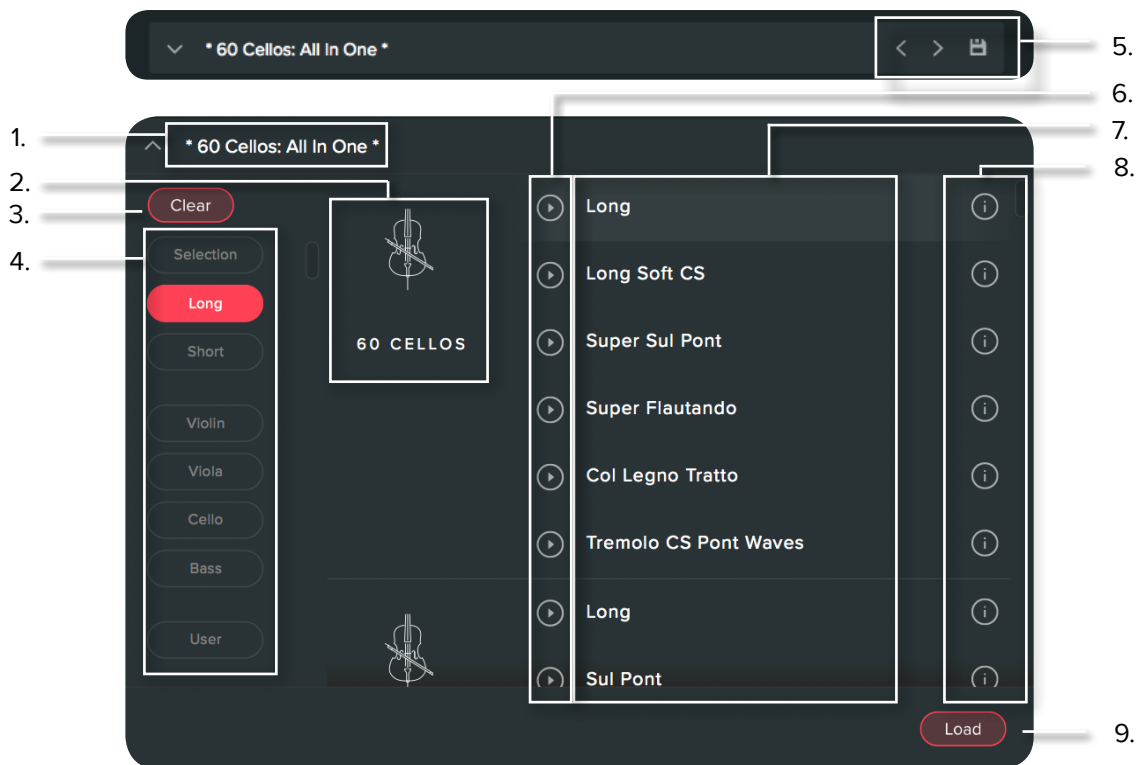 * 60 Cellos: All In One *
5.
6.
7.
1.
* 60 Cellos: All In One *
8.
2.
3.
Clear
Long
i
4.
Selection
Long Soft CS
i
Long
Super Sul Pont
i
60 CELLOS
Short
Super Flautando
i
Violin
Viola
Col Legno Tratto
i
Cello
Tremolo CS Pont Waves
i
Bass
Long
i
User
Sul Pont
i
Load
9.